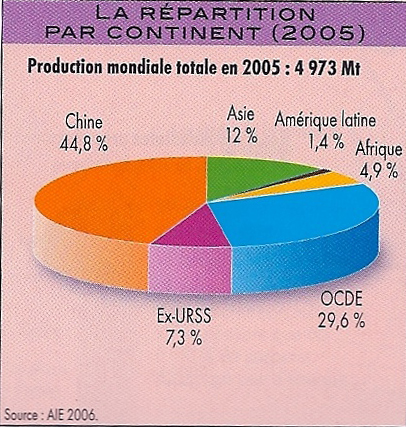 LA RÉPARTITION
PAR CONTINENT (2005)
Production mondiale totale en 2005 : 4 973 Mt
Chine
44,8 %
Asie
12 %
Amérique latine
1,4 %
Afrique
4,9 %
OCDE
29,6 %
Ex-URSS
7,3 %
Source : AIE 2006.